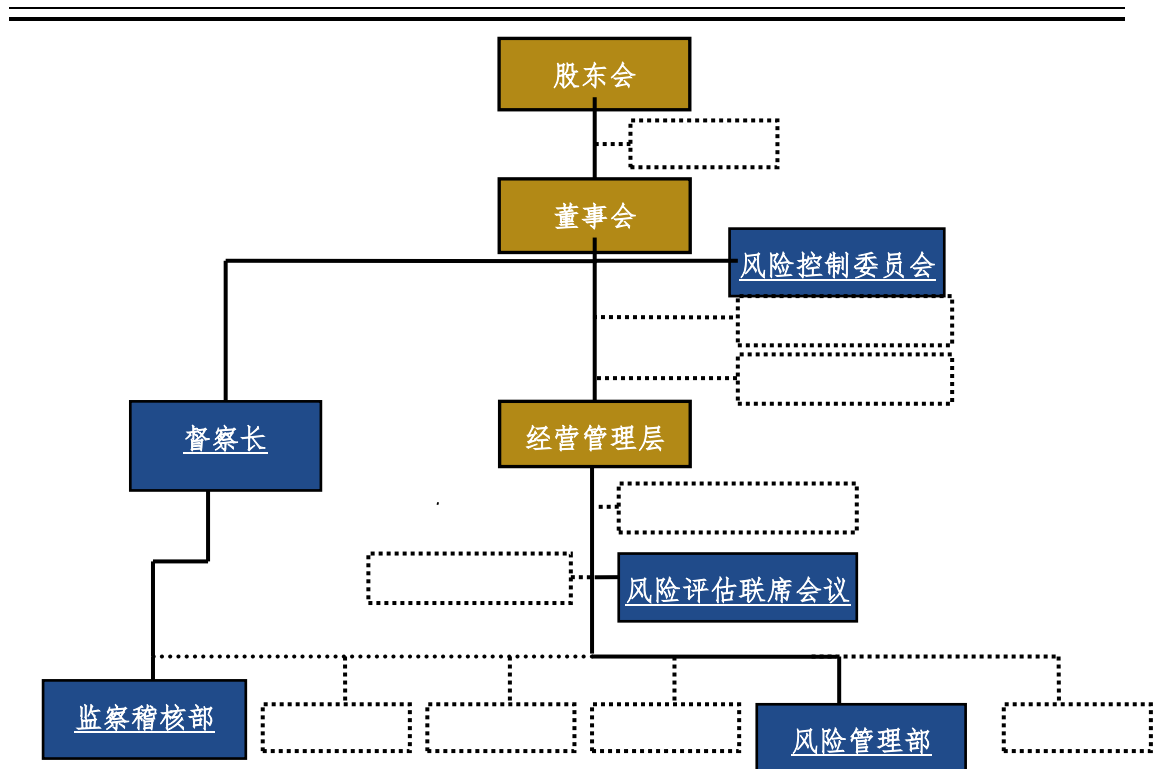 股东会
董事会
风险控制委员会
督察长
经营管理层
风险评估联席会议
监察稽核部
风险管理部